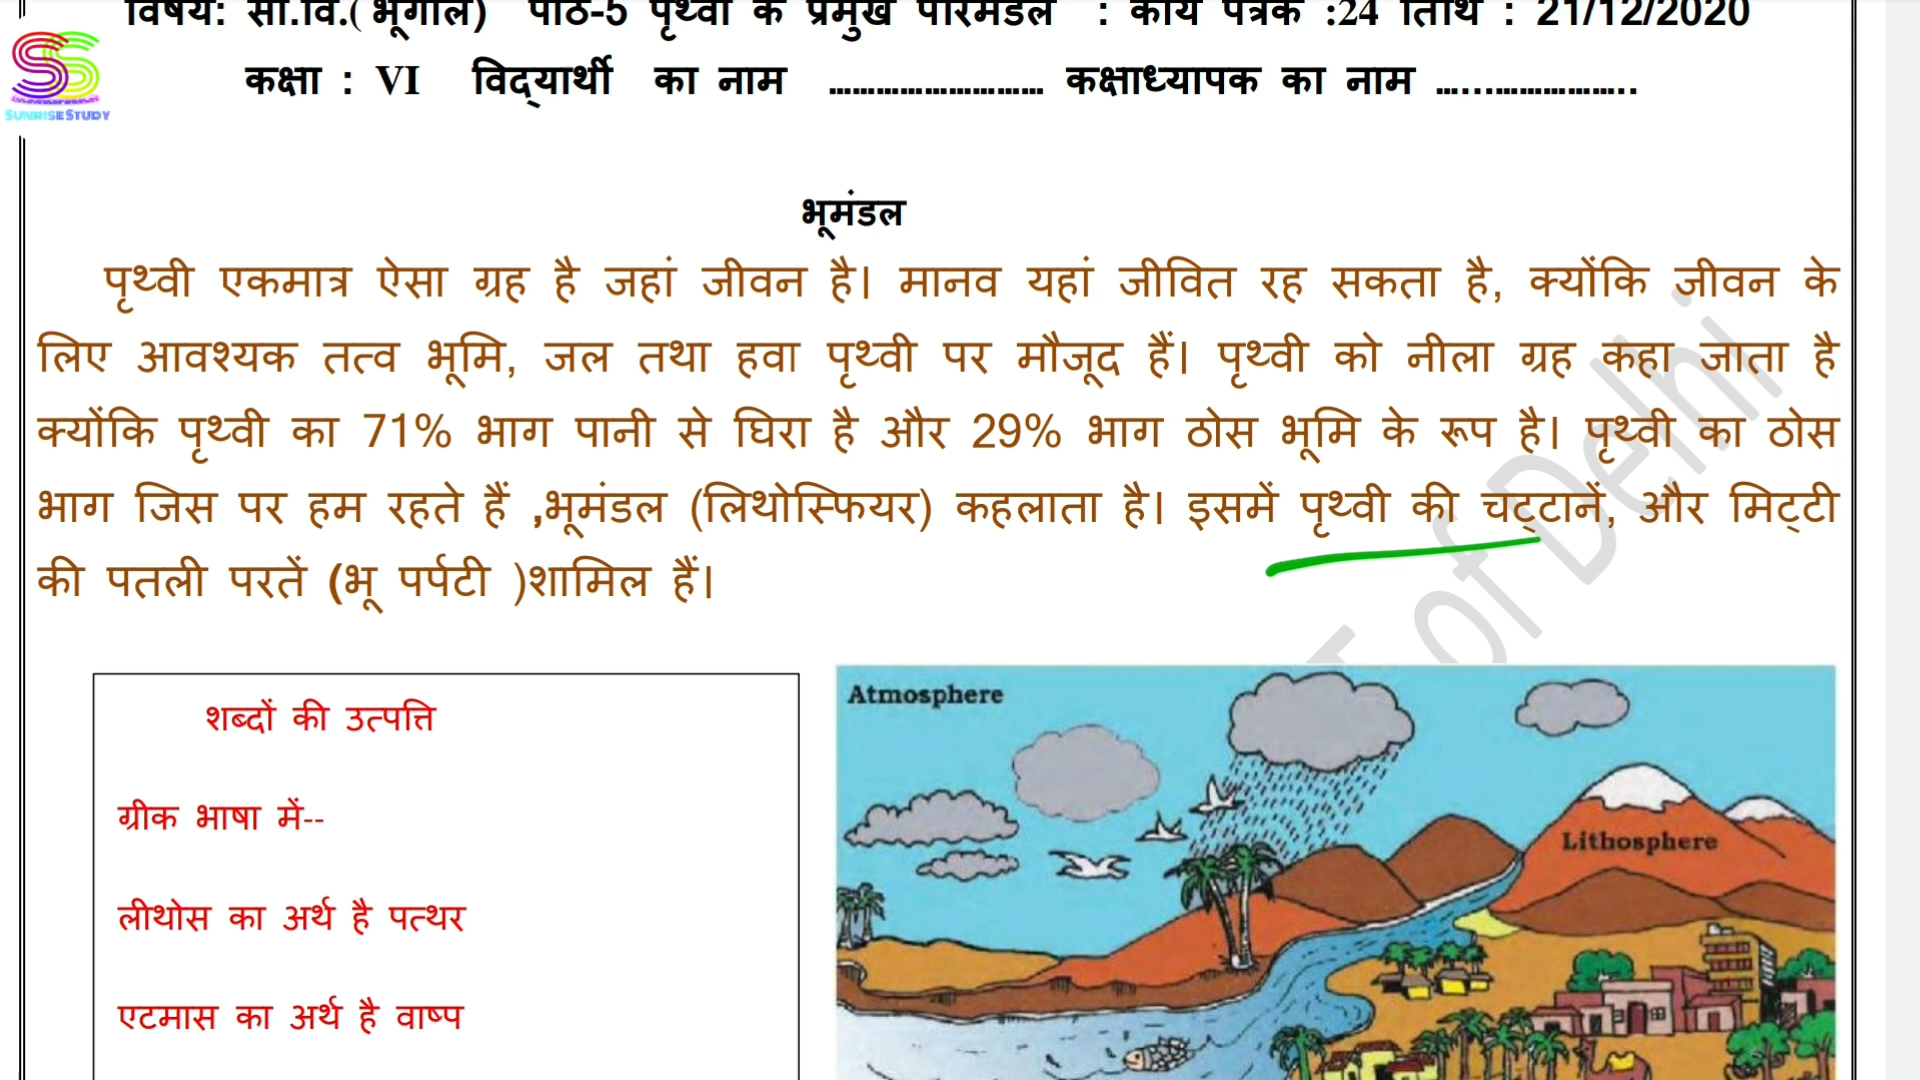 विषय: सा.वि.( भूगोल) पाठ-5 पृथ्वी के प्रमुख परिमंडल : कार्य पत्रक :24 तिथि : 21/12/2020
कक्षा : VI विद्यार्थी का नाम ........................... कक्षाध्यापक का नाम ..........................
SUNRISE STUDY
भूमंडल
पृथ्वी एकमात्र ऐसा ग्रह है जहां जीवन है। मानव यहां जीवित रह सकता है, क्योंकि जीवन के
लिए आवश्यक तत्व भूमि, जल तथा हवा पृथ्वी पर मौजूद हैं। पृथ्वी को नीला ग्रह कहा जाता है
क्योंकि पृथ्वी का 71% भाग पानी से घिरा है और 29% भाग ठोस भूमि के रूप है। पृथ्वी का ठोस
भाग जिस पर हम रहते हैं ,भूमंडल (लिथोस्फियर) कहलाता है। इसमें पृथ्वी की चट्टानें, और मिट्टी
की पतली परतें (भू पर्पटी )शामिल हैं।
of Delhi
शब्दों की उत्पत्ति
ग्रीक भाषा में--
लीथोस का अर्थ है पत्थर
एटमास का अर्थ है वाष्प
Atmosphere
Lithosphere